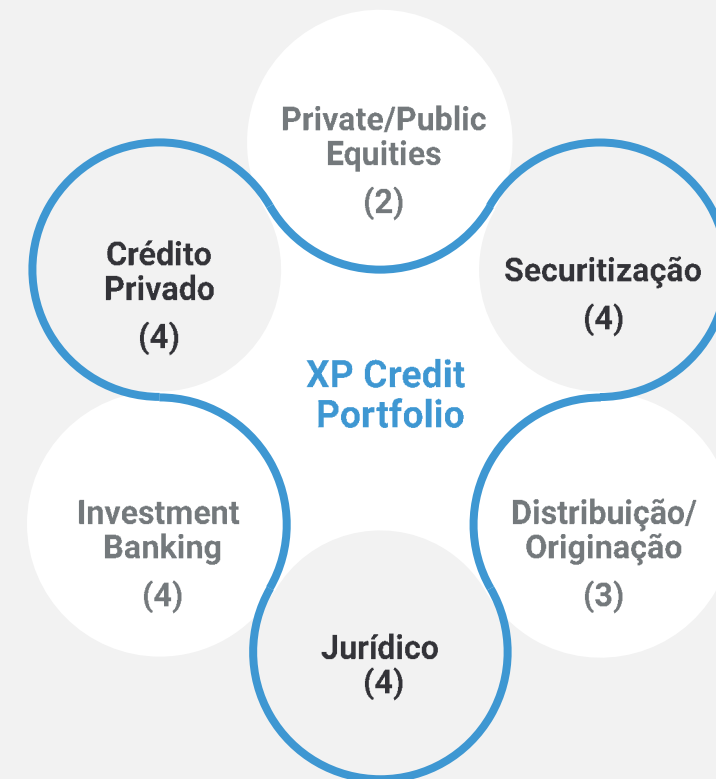 Private/Public
Equities
(2)
Crédito
Privado
(4)
Securitização
(4)
XP Credit
Portfolio
Investment
Banking
(4)
Distribuição/
Originação
(3)
Jurídico
(4)